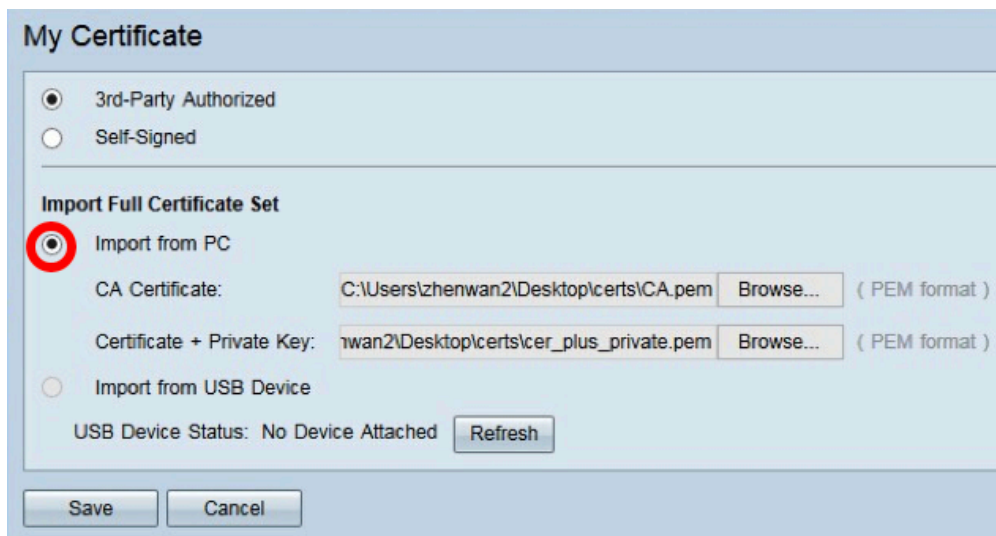 My Certificate
3rd-Party Authorized
Self-Signed
Import Full Certificate Set
Import from PC
CA Certificate: C:\Users\zhenwan2\Desktop\certs\CA.pem Browse... ( PEM format )
Certificate + Private Key: nwan2\Desktop\certs\cer_plus_private.pem Browse... ( PEM format )
Import from USB Device
USB Device Status: No Device Attached Refresh
Save Cancel